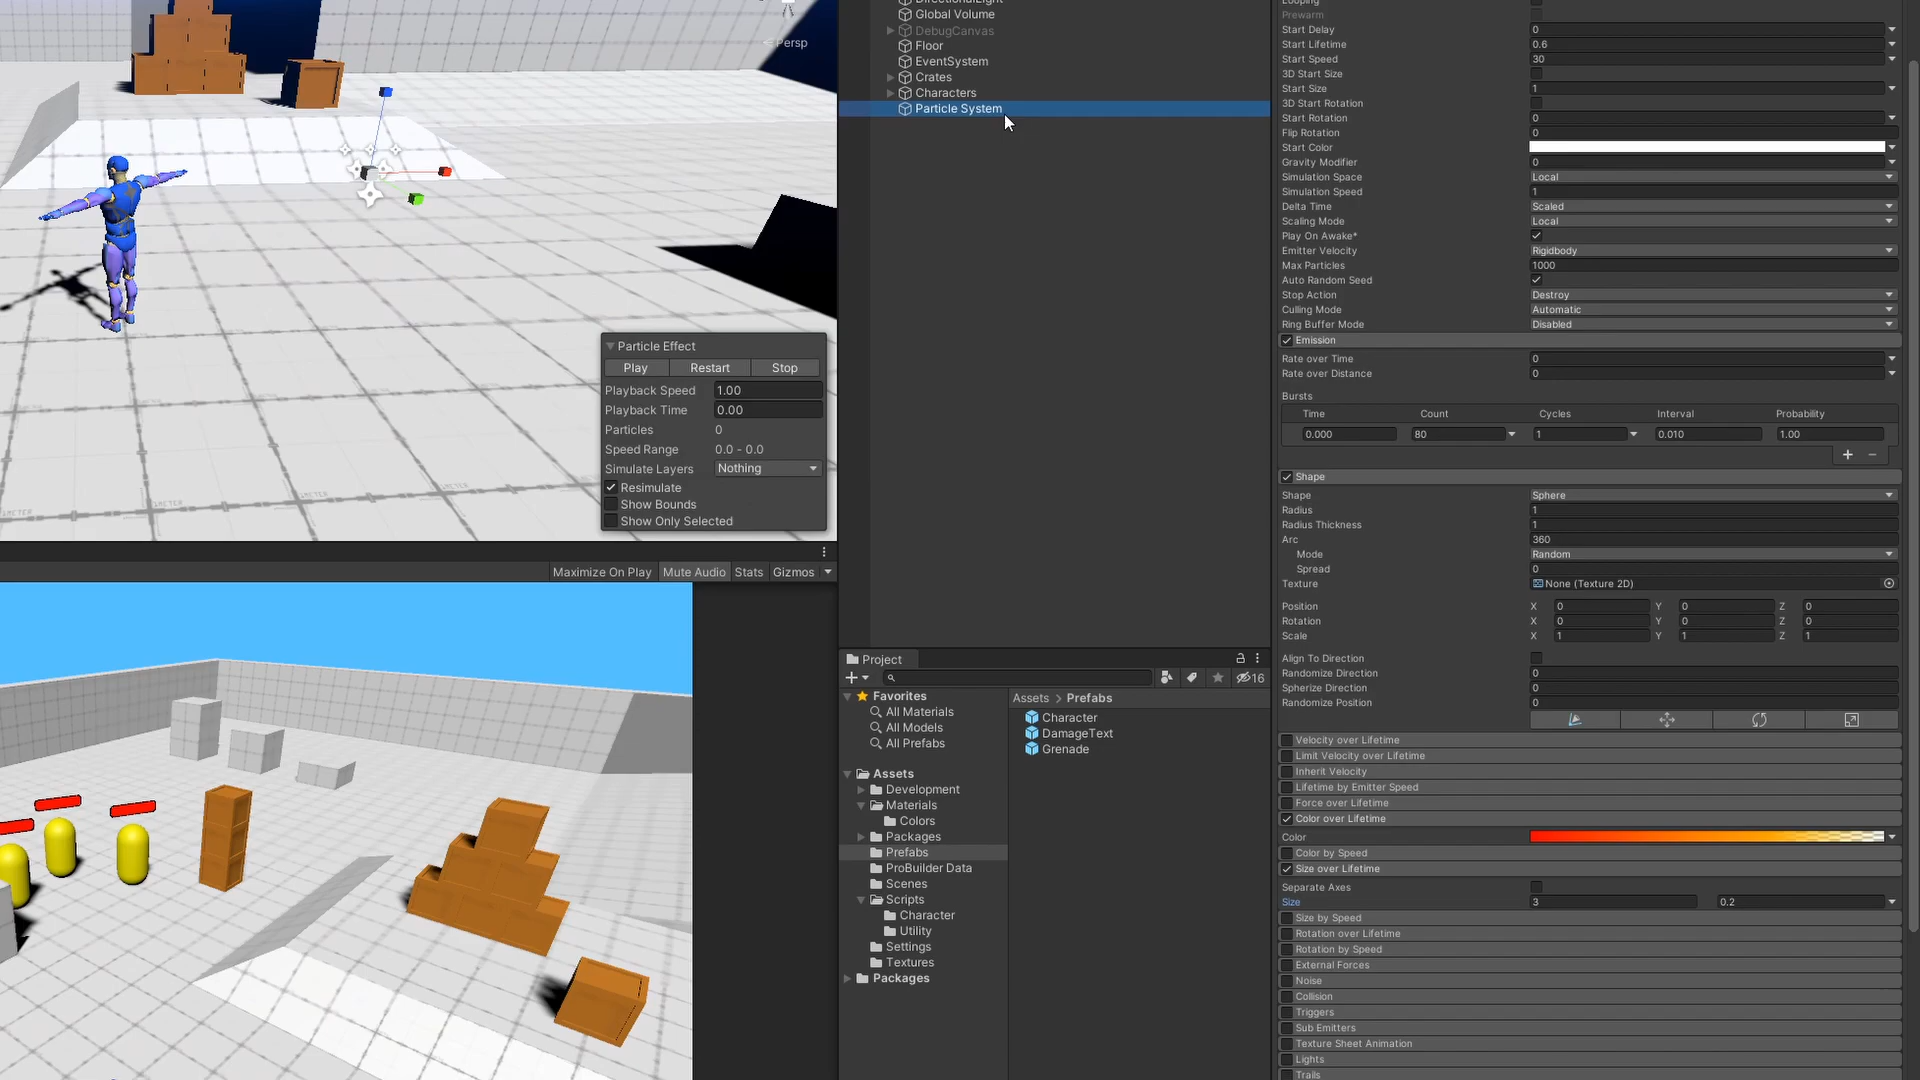 Persp
Particle Effect
Play Restart Stop
Playback Speed 1.00
Playback Time 0.00
Particles 0
Speed Range 0.0 - 0.0
Simulate Layers Nothing
Resimulate
Show Bounds
Show Only Selected
Maximize On Play Mute Audio Stats Gizmos
DirectionalLight
Global Volume
DebugCanvas
Floor
EventSystem
Crates
Characters
Particle System
Project
16
Favorites
All Materials
All Models
All Prefabs
Assets
Development
Materials
Colors
Packages
Prefabs
ProBuilder Data
Scenes
Scripts
Character
Utility
Settings
Textures
Packages
Assets > Prefabs
Character
DamageText
Grenade
Looping
Prewarm
Start Delay 0
Start Lifetime 0.6
Start Speed 30
3D Start Size
Start Size 1
3D Start Rotation
Start Rotation 0
Flip Rotation 0
Start Color
Gravity Modifier 0
Simulation Space Local
Simulation Speed 1
Delta Time Scaled
Scaling Mode Local
Play On Awake*
Emitter Velocity Rigidbody
Max Particles 1000
Auto Random Seed
Stop Action Destroy
Culling Mode Automatic
Ring Buffer Mode Disabled
Emission
Rate over Time 0
Rate over Distance 0
Bursts
Time Count Cycles Interval Probability
0.000 80 1 0.010 1.00
Shape
Shape Sphere
Radius 1
Radius Thickness 1
Arc 360
Mode Random
Spread 0
Texture None (Texture 2D)
Position X 0 Y 0 Z 0
Rotation X 0 Y 0 Z 0
Scale X 1 Y 1 Z 1
Align To Direction
Randomize Direction 0
Spherize Direction 0
Randomize Position 0
Velocity over Lifetime
Limit Velocity over Lifetime
Inherit Velocity
Lifetime by Emitter Speed
Force over Lifetime
Color over Lifetime
Color
Color by Speed
Size over Lifetime
Separate Axes
Size 3 0.2
Size by Speed
Rotation over Lifetime
Rotation by Speed
External Forces
Noise
Collision
Triggers
Sub Emitters
Texture Sheet Animation
Lights
Trails